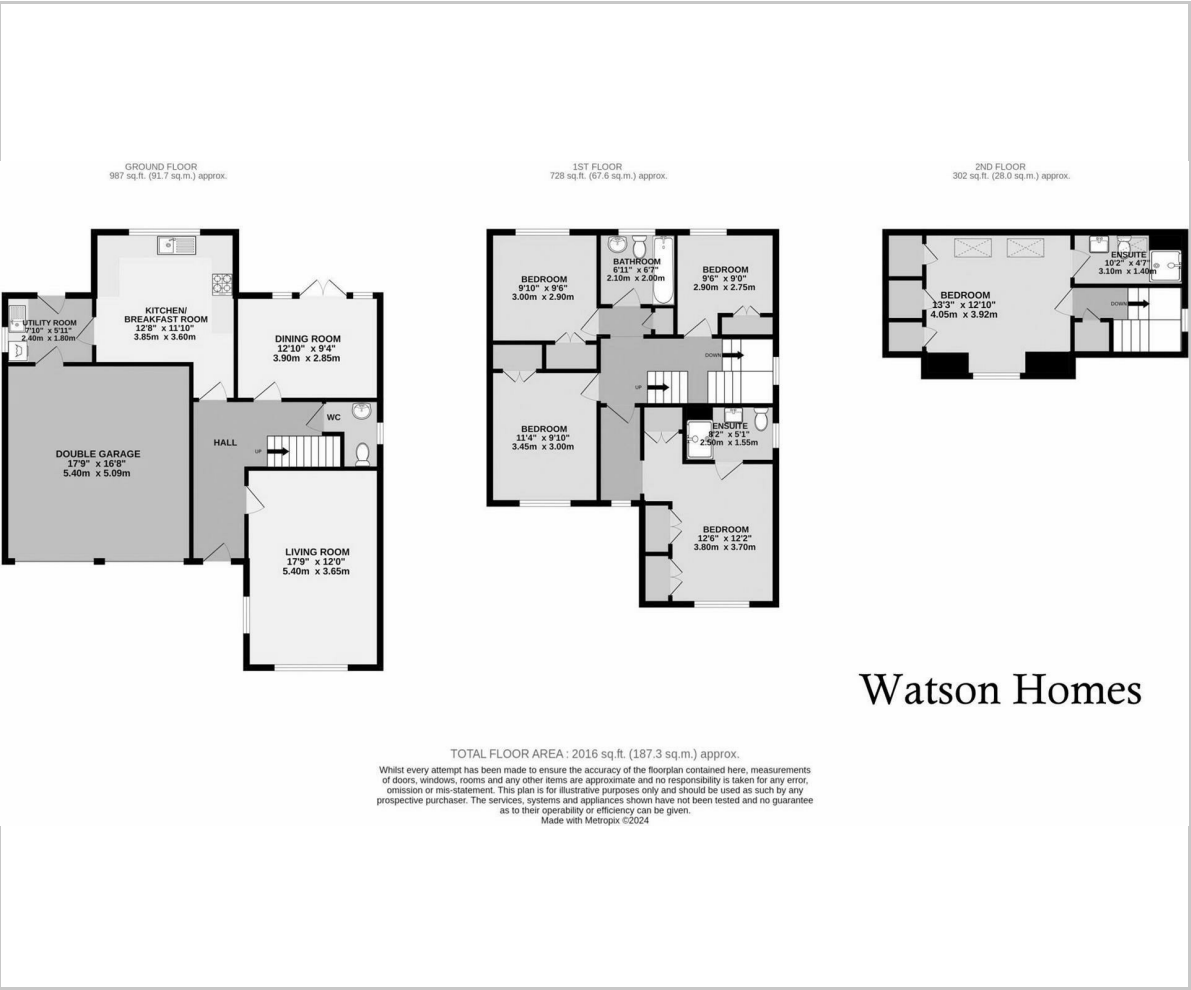 GROUND FLOOR
987 sq.ft. (91.7 sq.m.) approx.
KITCHEN/
BREAKFAST ROOM
12'8" x 11'10"
3.85m x 3.60m
UTILITY ROOM
7'10" x 5'11"
2.40m x 1.80m
DINING ROOM
12'10" x 9'4"
3.90m x 2.85m
WC
HALL
UP
DOUBLE GARAGE
17'9" x 16'8"
5.40m x 5.09m
LIVING ROOM
17'9" x 12'0"
5.40m x 3.65m
1ST FLOOR
728 sq.ft. (67.6 sq.m.) approx.
BEDROOM
9'10" x 9'6"
3.00m x 2.90m
BATHROOM
6'11" x 6'7"
2.10m x 2.00m
BEDROOM
9'6" x 9'0"
2.90m x 2.75m
DOWN
UP
BEDROOM
11'4" x 9'10"
3.45m x 3.00m
ENSUITE
8'2" x 5'1"
2.50m x 1.55m
BEDROOM
12'6" x 12'2"
3.80m x 3.70m
2ND FLOOR
302 sq.ft. (28.0 sq.m.) approx.
ENSUITE
10'2" x 4'7"
3.10m x 1.40m
BEDROOM
13'3" x 12'10"
4.05m x 3.92m
DOWN
Watson Homes
TOTAL FLOOR AREA : 2016 sq.ft. (187.3 sq.m.) approx.
Whilst every attempt has been made to ensure the accuracy of the floorplan contained here, measurements
of doors, windows, rooms and any other items are approximate and no responsibility is taken for any error,
omission or mis-statement. This plan is for illustrative purposes only and should be used as such by any
prospective purchaser. The services, systems and appliances shown have not been tested and no guarantee
as to their operability or efficiency can be given.
Made with Metropix ©2024